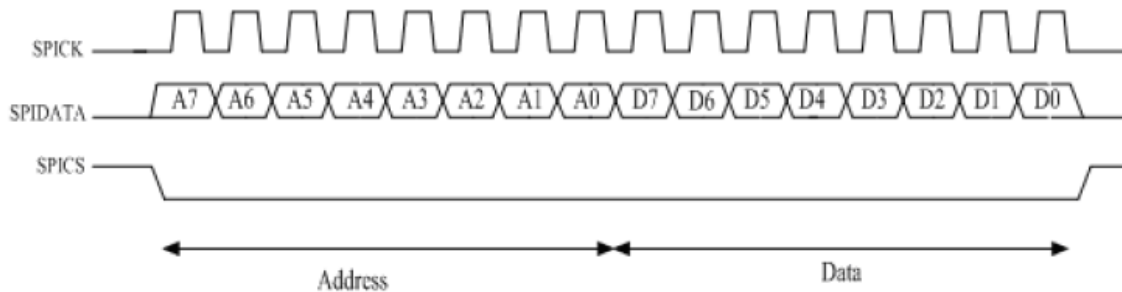 SPICK
SPIDATA A7 A6 A5 A4 A3 A2 A1 A0 D7 D6 D5 D4 D3 D2 D1 D0
SPICS
Address Data